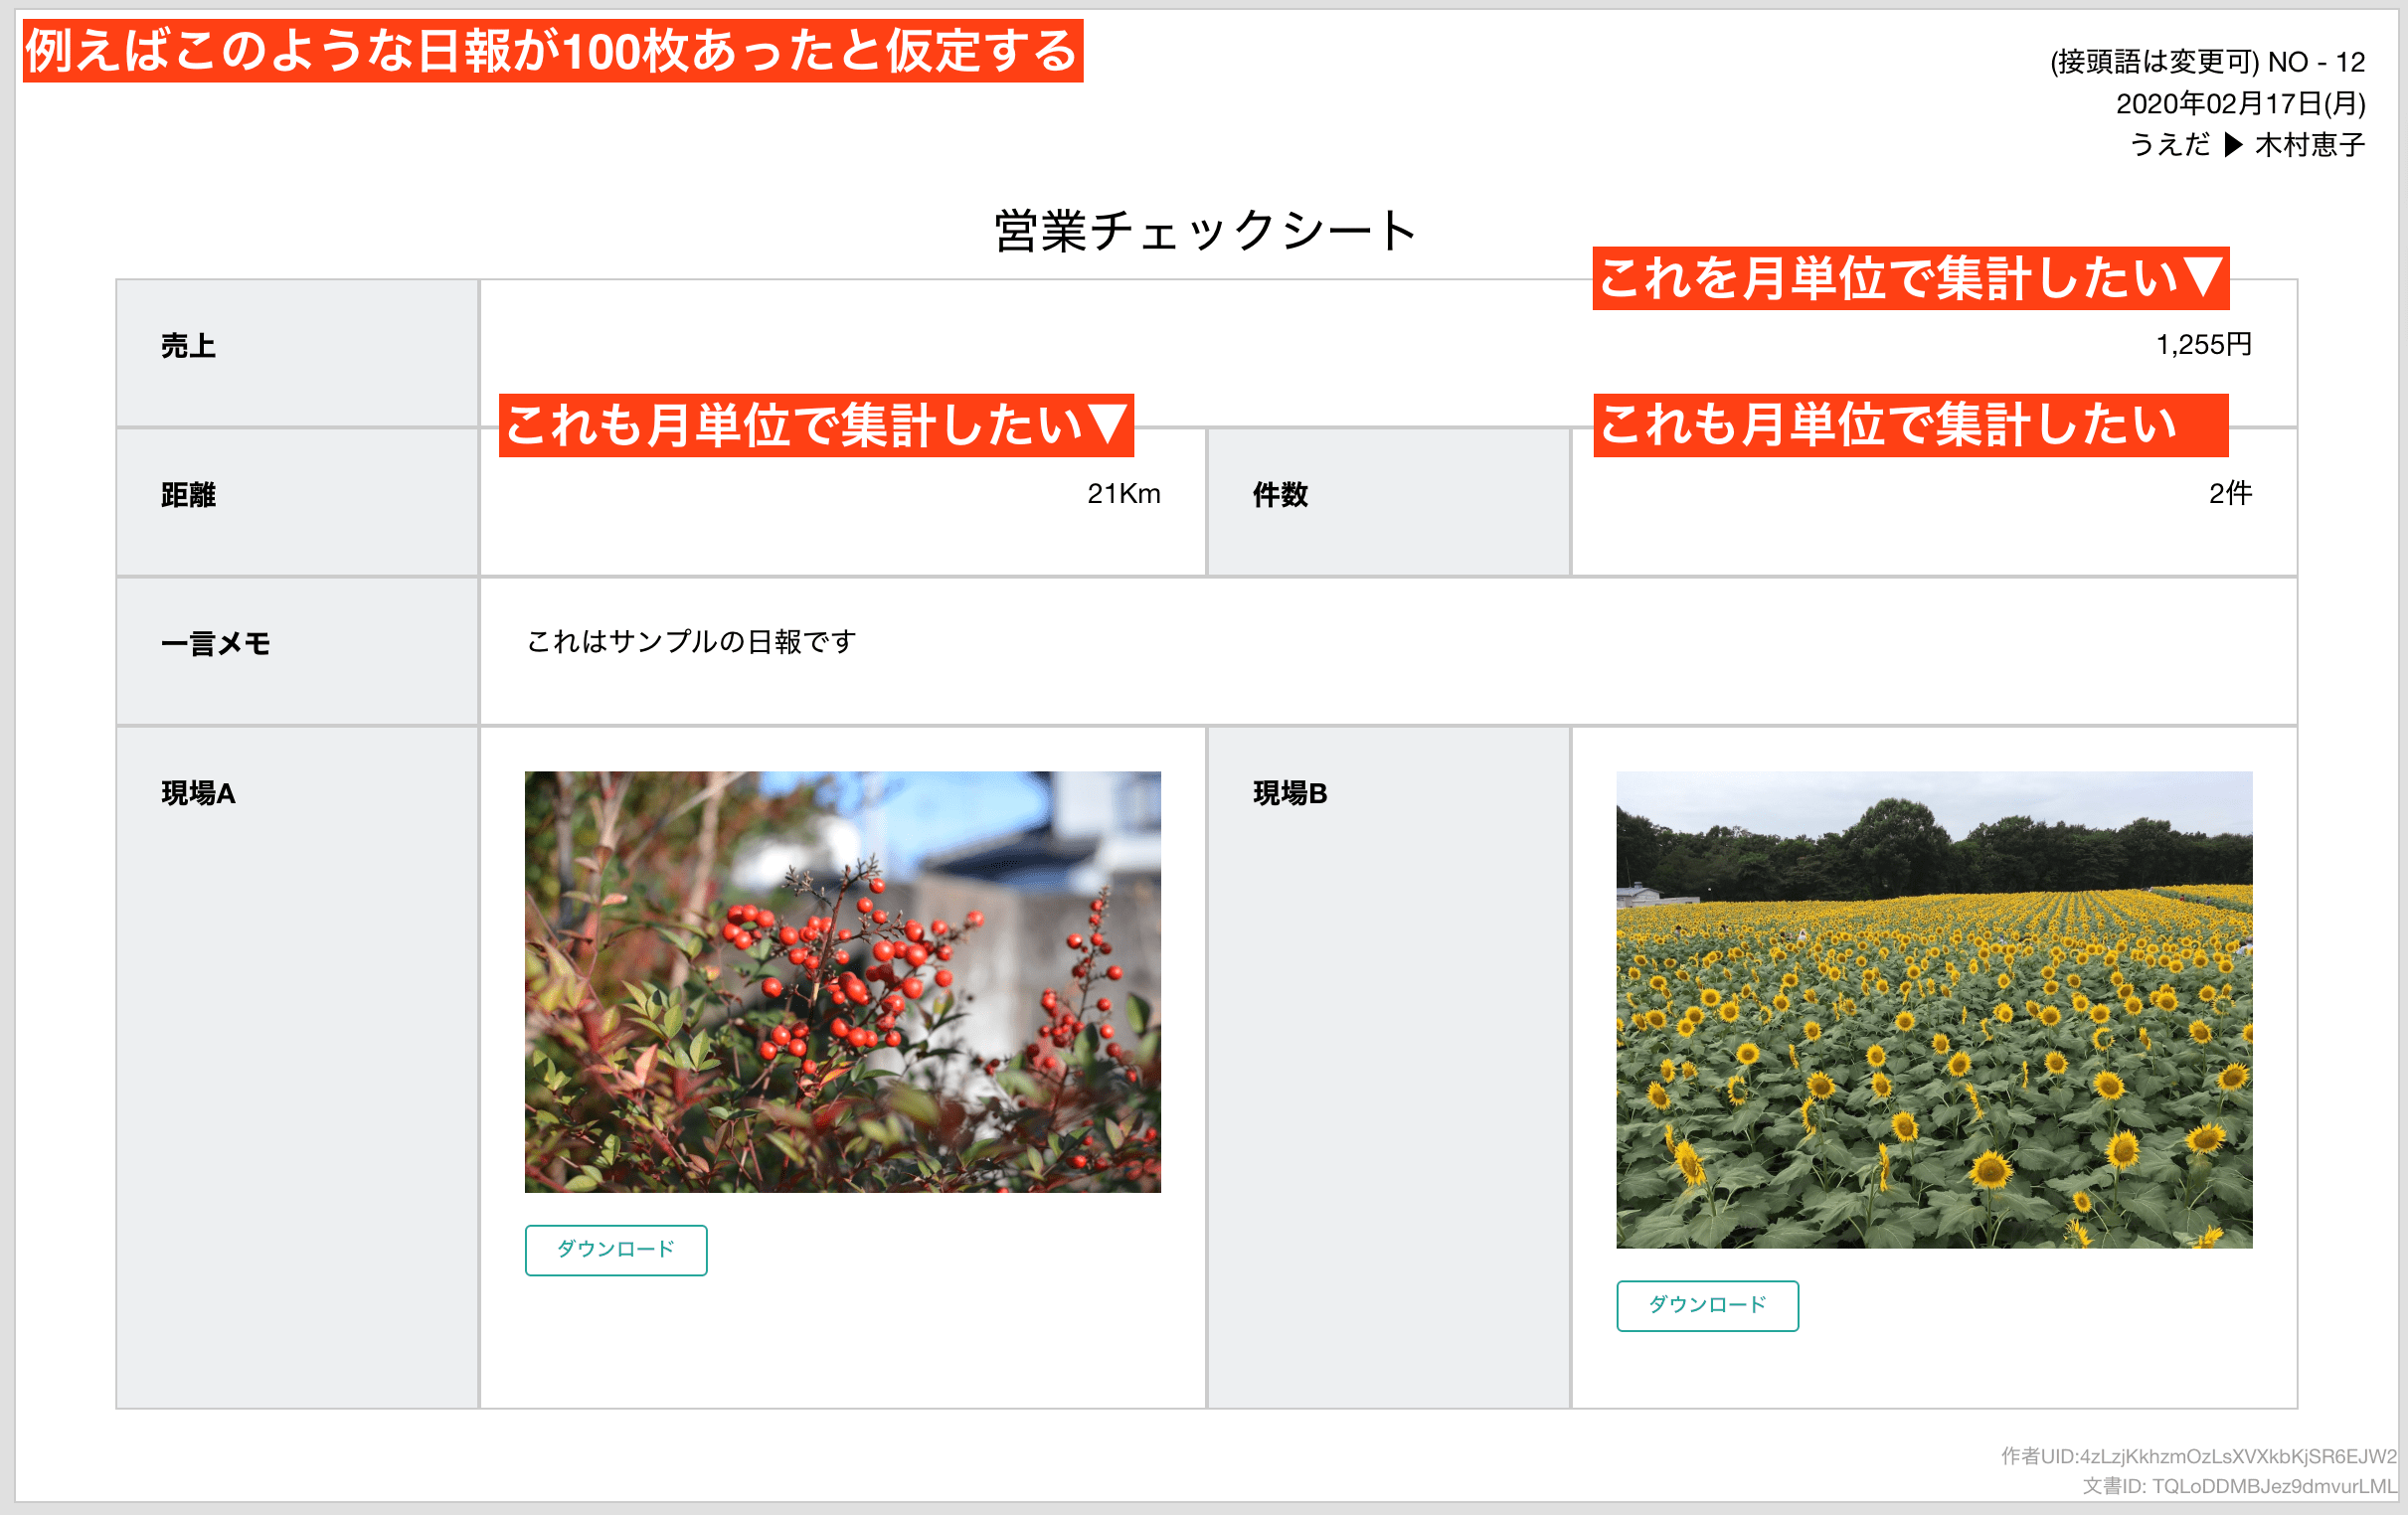 例えばこのような日報が100枚あったと仮定する
(接頭語は変更可) NO - 12
2020年02月17日(月)
うえだ ▶ 木村恵子
営業チェックシート
これを月単位で集計したい▼
売上
1,255円
これも月単位で集計したい▼
これも月単位で集計したい
距離
21Km
件数
2件
一言メモ
これはサンプルの日報です
現場A
現場B
ダウンロード
ダウンロード
作者UID:4zLzjKkhzmOzLsXVXkbKjSR6EJW2
文書ID: TQLoDDMBJez9dmvurLML